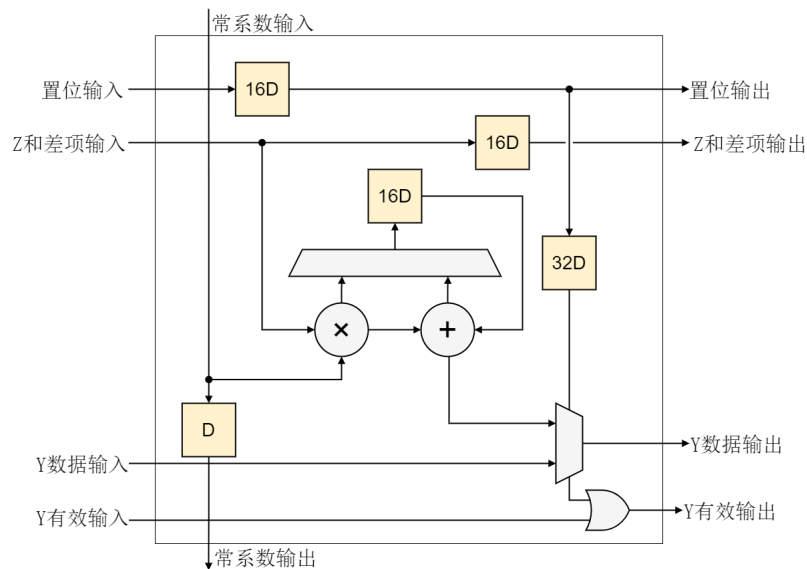 常系数输入
置位输入
16D
置位输出
Z和差项输入
16D
Z和差项输出
16D
32D
×
+
D
Y数据输入
Y数据输出
Y有效输入
Y有效输出
常系数输出